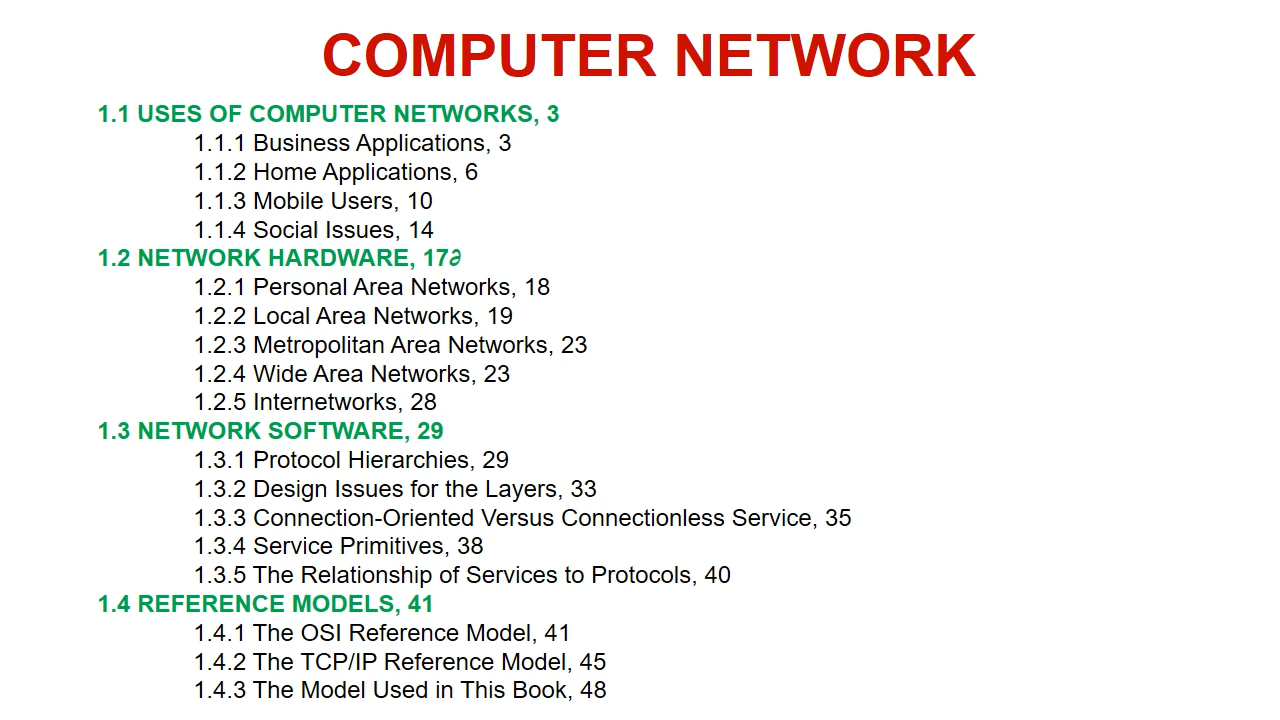 COMPUTER NETWORK
1.1 USES OF COMPUTER NETWORKS, 3
1.1.1 Business Applications, 3
1.1.2 Home Applications, 6
1.1.3 Mobile Users, 10
1.1.4 Social Issues, 14
1.2 NETWORK HARDWARE, 17∂
1.2.1 Personal Area Networks, 18
1.2.2 Local Area Networks, 19
1.2.3 Metropolitan Area Networks, 23
1.2.4 Wide Area Networks, 23
1.2.5 Internetworks, 28
1.3 NETWORK SOFTWARE, 29
1.3.1 Protocol Hierarchies, 29
1.3.2 Design Issues for the Layers, 33
1.3.3 Connection-Oriented Versus Connectionless Service, 35
1.3.4 Service Primitives, 38
1.3.5 The Relationship of Services to Protocols, 40
1.4 REFERENCE MODELS, 41
1.4.1 The OSI Reference Model, 41
1.4.2 The TCP/IP Reference Model, 45
1.4.3 The Model Used in This Book, 48